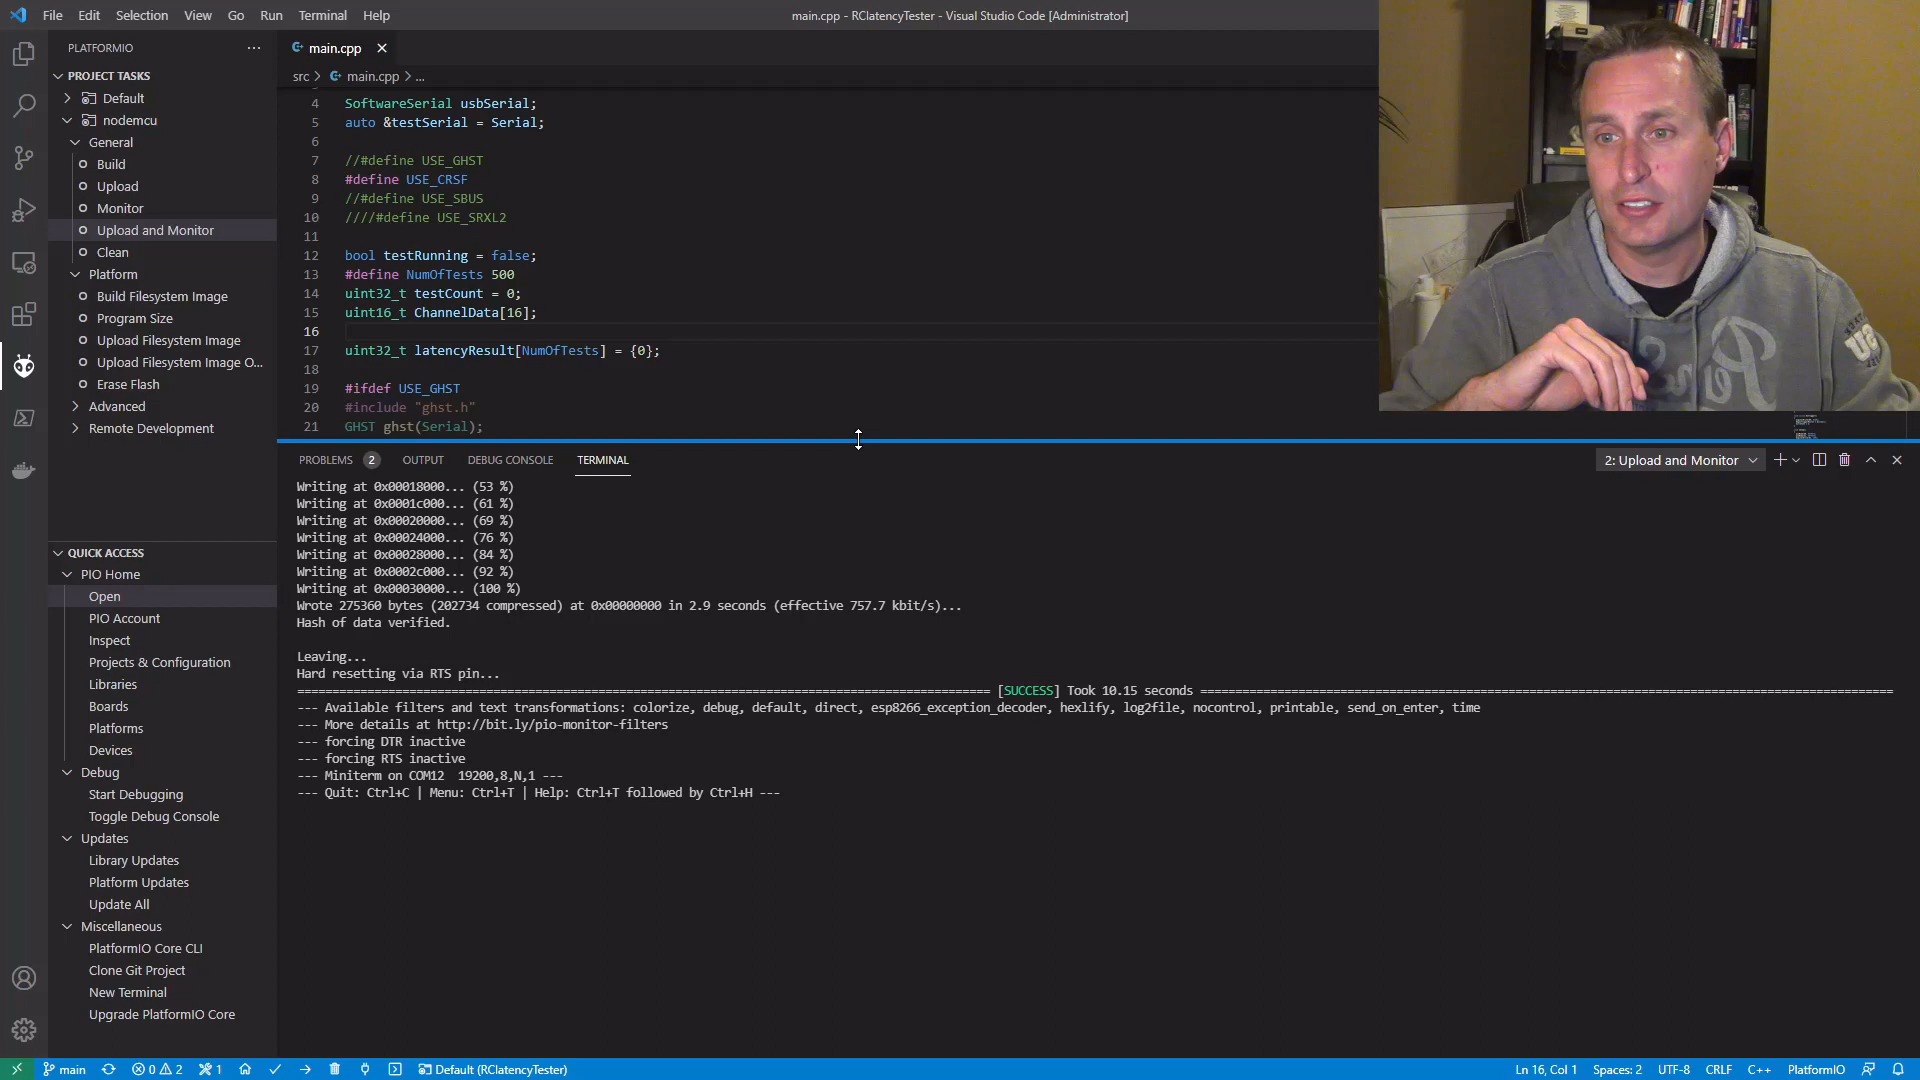 File Edit Selection View Go Run Terminal Help
main.cpp - RClatencyTester - Visual Studio Code [Administrator]
PLATFORMIO
PROJECT TASKS
Default
nodemcu
General
Build
Upload
Monitor
Upload and Monitor
Clean
Platform
Build Filesystem Image
Program Size
Upload Filesystem Image
Upload Filesystem Image O...
Erase Flash
Advanced
Remote Development
QUICK ACCESS
PIO Home
Open
PIO Account
Inspect
Projects & Configuration
Libraries
Boards
Platforms
Devices
Debug
Start Debugging
Toggle Debug Console
Updates
Library Updates
Platform Updates
Update All
Miscellaneous
PlatformIO Core CLI
Clone Git Project
New Terminal
Upgrade PlatformIO Core
main.cpp
src > main.cpp > ...
4 SoftwareSerial usbSerial;
5 auto &testSerial = Serial;
6
7 //#define USE_GHST
8 #define USE_CRSF
9 //#define USE_SBUS
10 ////#define USE_SRXL2
11
12 bool testRunning = false;
13 #define NumOfTests 500
14 uint32_t testCount = 0;
15 uint16_t ChannelData[16];
16
17 uint32_t latencyResult[NumOfTests] = {0};
18
19 #ifdef USE_GHST
20 #include "ghst.h"
21 GHST ghst(Serial);
PROBLEMS 2 OUTPUT DEBUG CONSOLE TERMINAL
2: Upload and Monitor
Writing at 0x00018000... (53 %)
Writing at 0x0001c000... (61 %)
Writing at 0x00020000... (69 %)
Writing at 0x00024000... (76 %)
Writing at 0x00028000... (84 %)
Writing at 0x0002c000... (92 %)
Writing at 0x00030000... (100 %)
Wrote 275360 bytes (202734 compressed) at 0x00000000 in 2.9 seconds (effective 757.7 kbit/s)...
Hash of data verified.
Leaving...
Hard resetting via RTS pin...
[SUCCESS] Took 10.15 seconds
--- Available filters and text transformations: colorize, debug, default, direct, esp8266_exception_decoder, hexlify, log2file, nocontrol, printable, send_on_enter, time
--- More details at http://bit.ly/pio-monitor-filters
--- forcing DTR inactive
--- forcing RTS inactive
--- Miniterm on COM12  19200,8,N,1 ---
--- Quit: Ctrl+C | Menu: Ctrl+T | Help: Ctrl+T followed by Ctrl+H ---
main 0 2 1 Default (RClatencyTester) Ln 16, Col 1 Spaces: 2 UTF-8 CRLF C++ PlatformIO